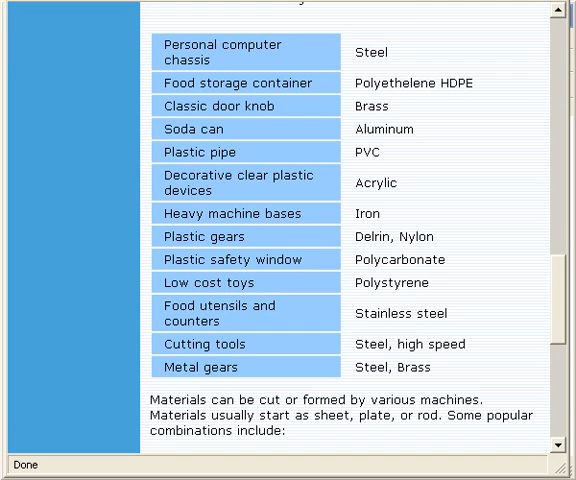 Personal computer
chassis
Steel
Food storage container Polyethelene HDPE
Classic door knob Brass
Soda can Aluminum
Plastic pipe PVC
Decorative clear plastic
devices
Acrylic
Heavy machine bases Iron
Plastic gears Delrin, Nylon
Plastic safety window Polycarbonate
Low cost toys Polystyrene
Food utensils and
counters
Stainless steel
Cutting tools Steel, high speed
Metal gears Steel, Brass
Materials can be cut or formed by various machines.
Materials usually start as sheet, plate, or rod. Some popular
combinations include:
Done